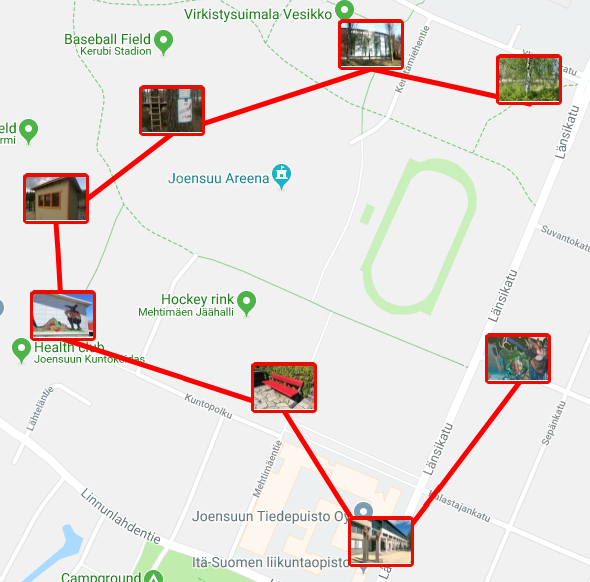 Virkistysuimala Vesikko
Baseball Field
Kerubi Stadion
Länsikatu
Joensuu Areena
Suvantokatu
Länsikatu
Hockey rink
Mehtimäen Jäähalli
Health club
Joensuun Kuntokeidas
Lähteläntie
Kuntopolku
Mehtimäentie
Sepänkatu
Länsikatu
Kalastajankatu
Linnunlahdentie
Joensuun Tiedepuisto Oy
Itä-Suomen liikuntaopisto
Campground